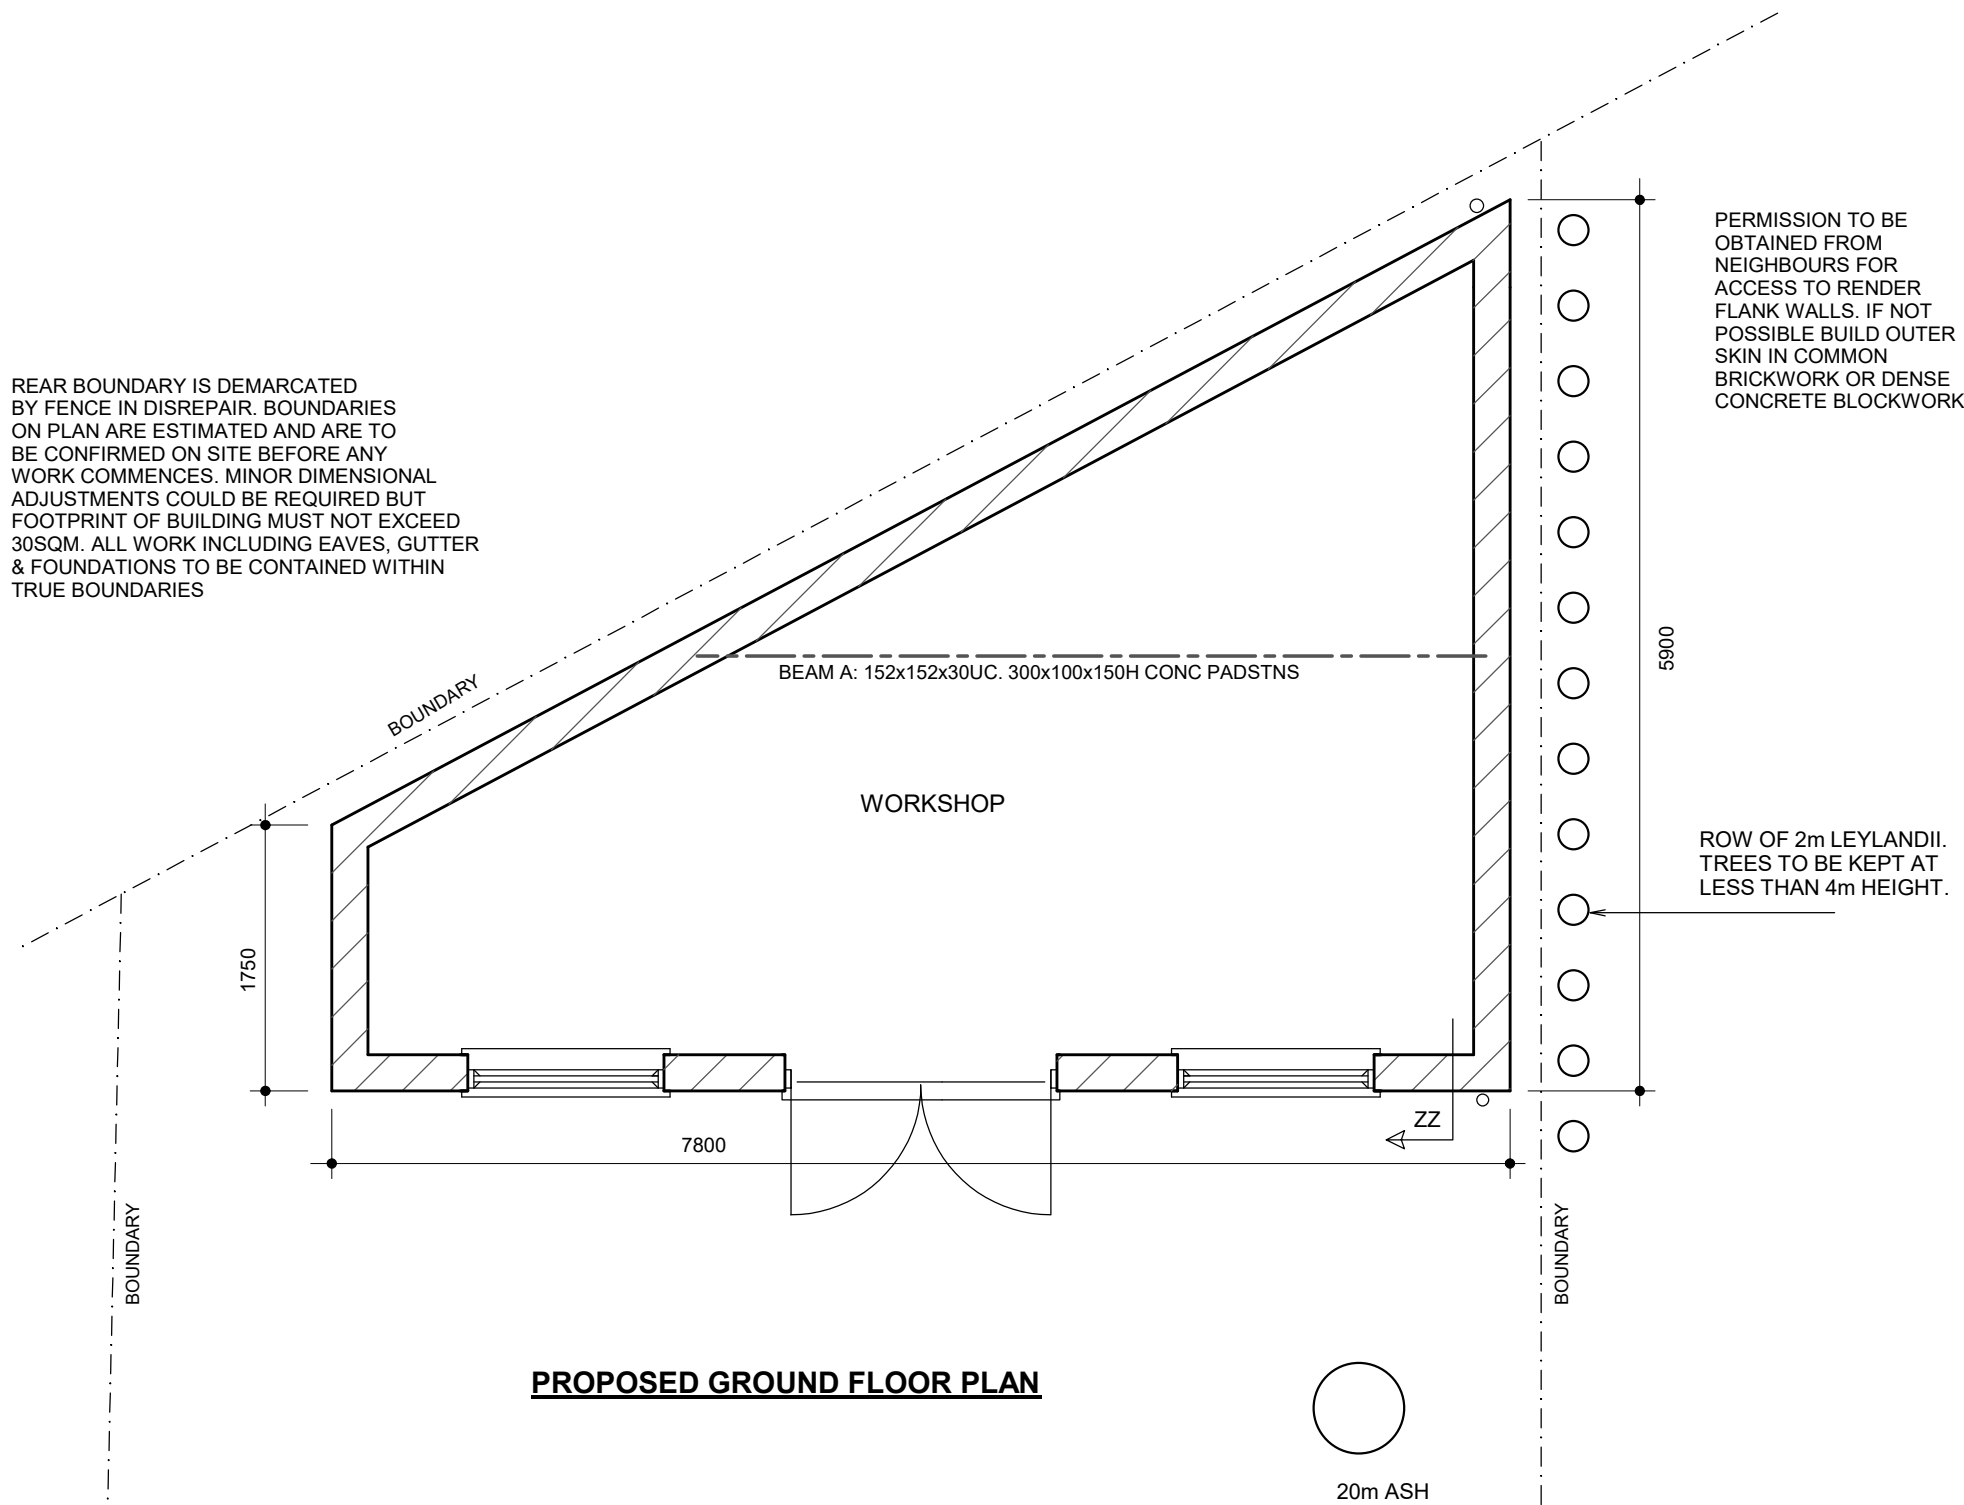 PERMISSION TO BE
OBTAINED FROM
NEIGHBOURS FOR
ACCESS TO RENDER
FLANK WALLS. IF NOT
POSSIBLE BUILD OUTER
SKIN IN COMMON
BRICKWORK OR DENSE
CONCRETE BLOCKWORK
REAR BOUNDARY IS DEMARCATED
BY FENCE IN DISREPAIR. BOUNDARIES
ON PLAN ARE ESTIMATED AND ARE TO
BE CONFIRMED ON SITE BEFORE ANY
WORK COMMENCES. MINOR DIMENSIONAL
ADJUSTMENTS COULD BE REQUIRED BUT
FOOTPRINT OF BUILDING MUST NOT EXCEED
30SQM. ALL WORK INCLUDING EAVES, GUTTER
& FOUNDATIONS TO BE CONTAINED WITHIN
TRUE BOUNDARIES
5900
BEAM A: 152x152x30UC. 300x100x150H CONC PADSTNS
BOUNDARY
WORKSHOP
ROW OF 2m LEYLANDII.
TREES TO BE KEPT AT
LESS THAN 4m HEIGHT.
1750
ZZ
7800
BOUNDARY
BOUNDARY
PROPOSED GROUND FLOOR PLAN
20m ASH